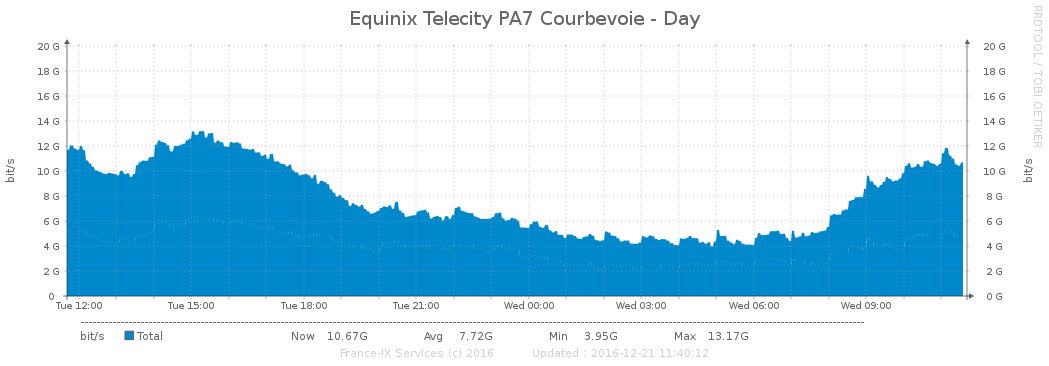 Equinix Telecity PA7 Courbevoie - Day
RRDTOOL / TOBI OETIKER
bit/s
bit/s
20 G 20 G
18 G 18 G
16 G 16 G
14 G 14 G
12 G 12 G
10 G 10 G
8 G 8 G
6 G 6 G
4 G 4 G
2 G 2 G
0 0 G
Tue 12:00 Tue 15:00 Tue 18:00 Tue 21:00 Wed 00:00 Wed 03:00 Wed 06:00 Wed 09:00
bit/s Total Now 10.67G Avg 7.72G Min 3.95G Max 13.17G
France-IX Services (c) 2016 Updated : 2016-12-21 11:40:12